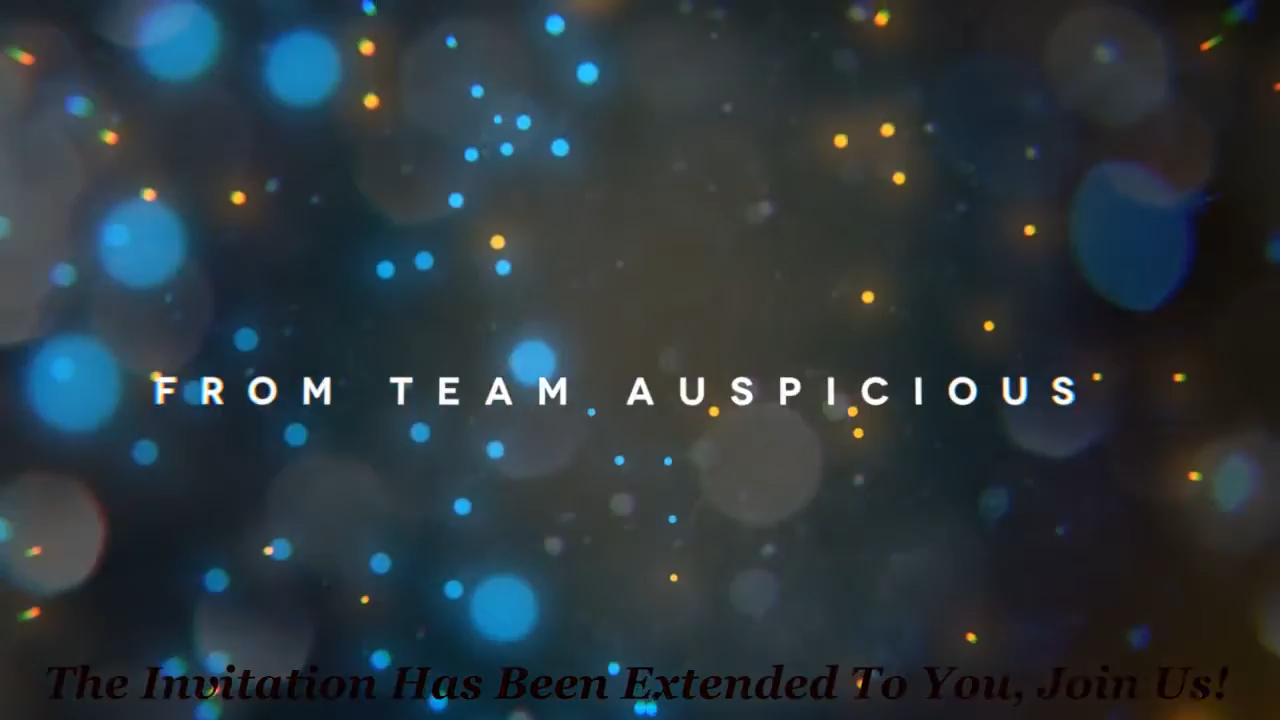 FROM TEAM AUSPICIOUS
The Invitation Has Been Extended To You, Join Us!